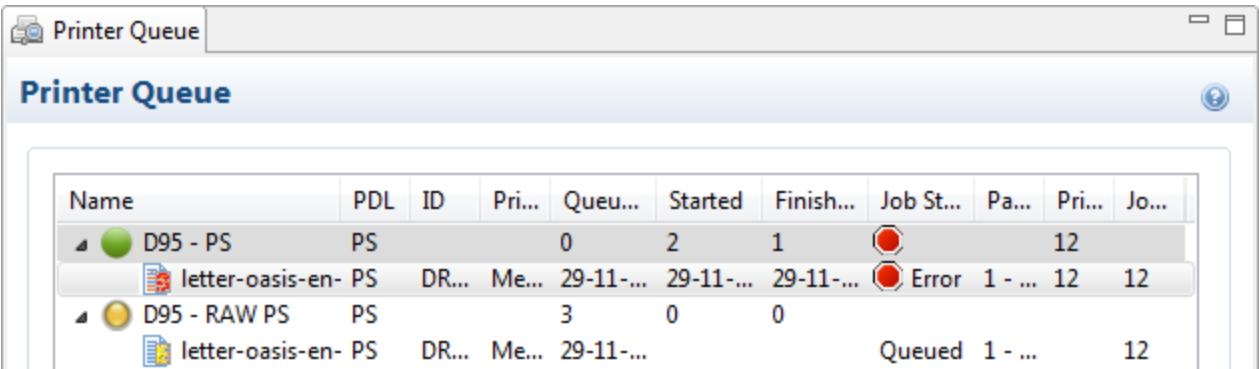 Printer Queue
Printer Queue
Name PDL ID Pri... Queu... Started Finish... Job St... Pa... Pri... Jo...
D95 - PS PS 0 2 1 12
letter-oasis-en- PS DR... Me... 29-11-... 29-11-... 29-11-... Error 1 - ... 12 12
D95 - RAW PS PS 3 0 0
letter-oasis-en- PS DR... Me... 29-11-... Queued 1 - ... 12